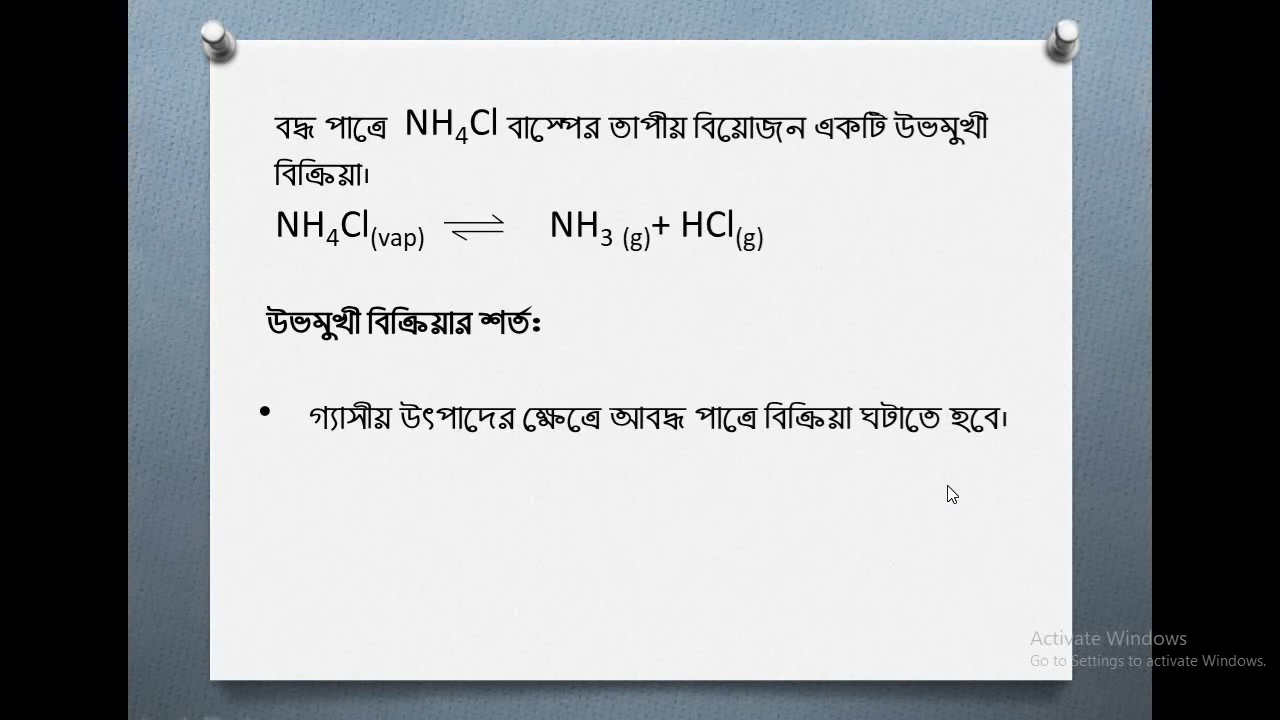 বদ্ধ পাত্রে NH₄Cl বাস্পের তাপীয় বিয়োজন একটি উভমুখী
বিক্রিয়া।
NH₄Cl(vap) ⇌ NH₃ (g)+ HCl(g)
উভমুখী বিক্রিয়ার শর্তঃ
• গ্যাসীয় উৎপাদের ক্ষেত্রে আবদ্ধ পাত্রে বিক্রিয়া ঘটাতে হবে।
Activate Windows
Go to Settings to activate Windows.